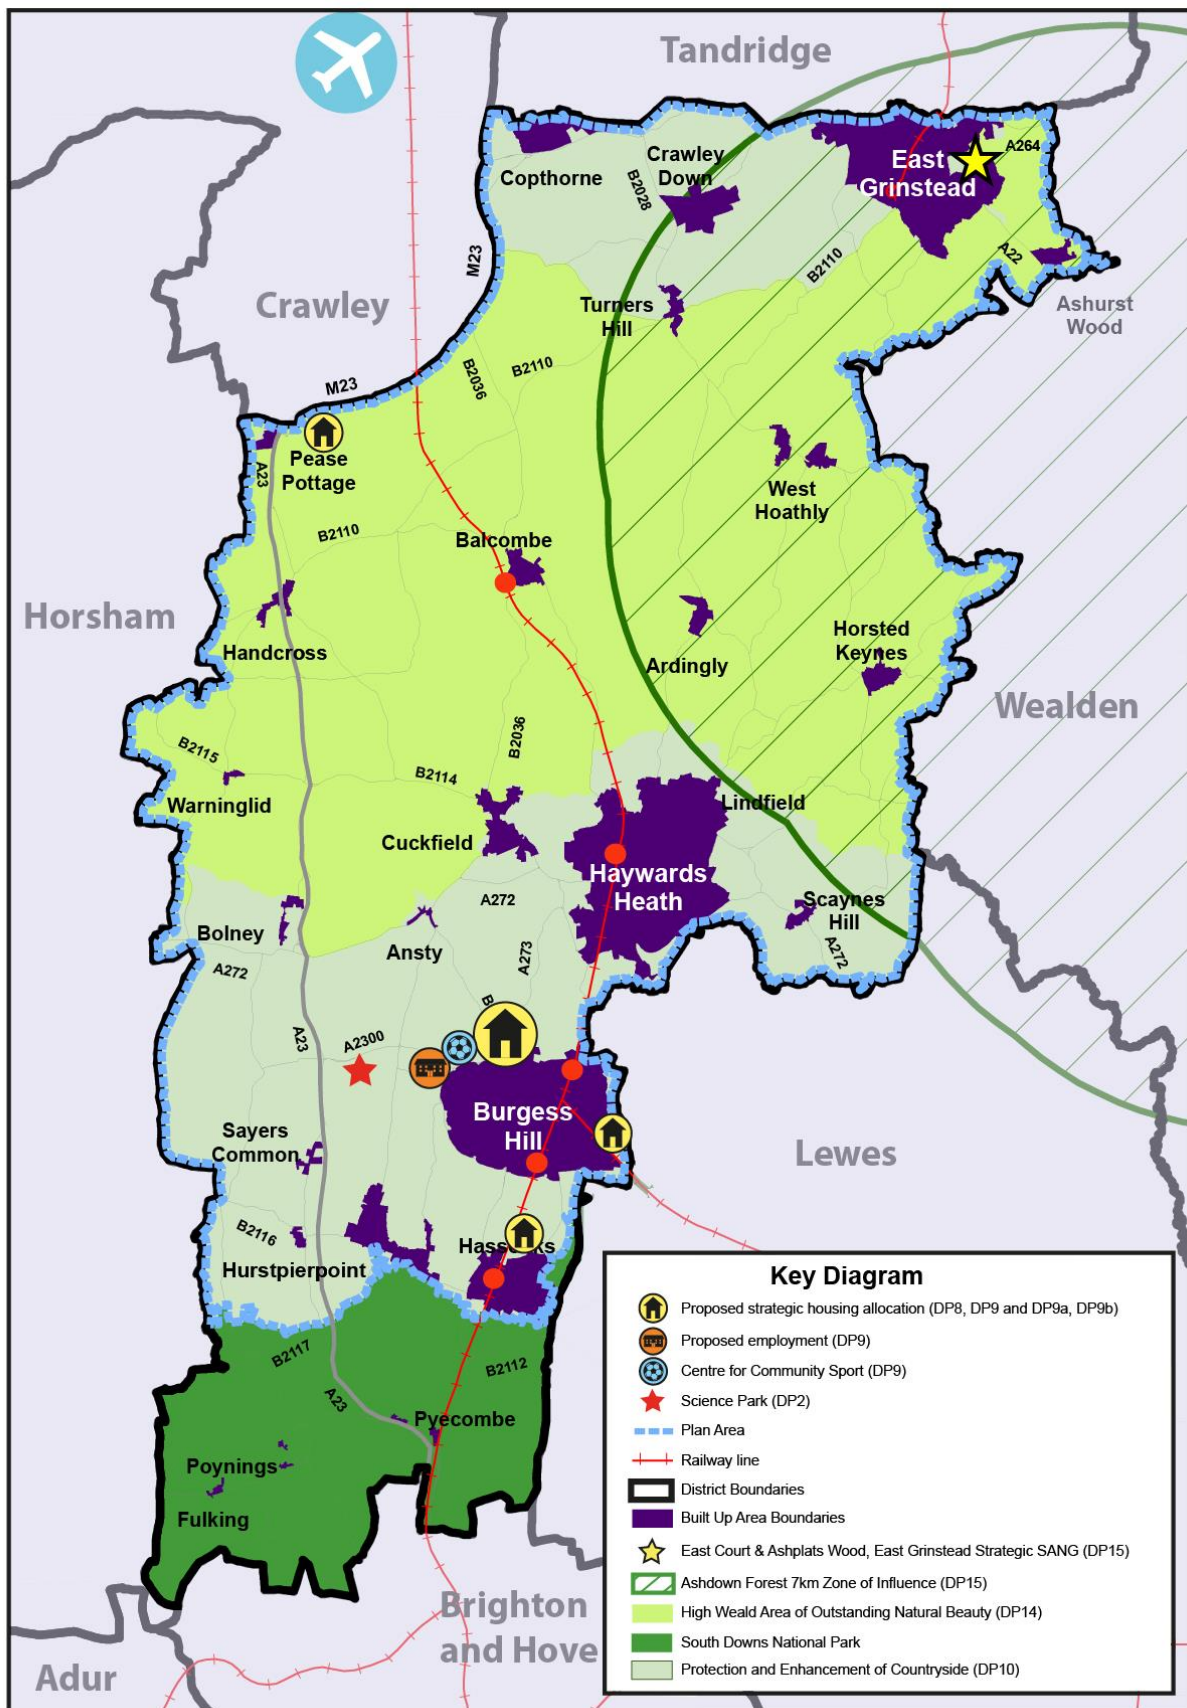 Tandridge
A264
East
Grinstead
Crawley
Down
Copthorne
B2028
M23
A22
B2110
Crawley
Turners
Hill
Ashurst
Wood
B2036
B2110
M23
A23
Pease
Pottage
West
Hoathly
B2110
Balcombe
Horsham
Handcross
Ardingly
Horsted
Keynes
Wealden
B2036
B2115
B2114
Warninglid
Lindfield
Cuckfield
Haywards
Heath
A272
Scaynes
Hill
Bolney
Ansty
A273
A272
A272
B
A23
A2300
Burgess
Hill
Sayers
Common
Lewes
B2116
Hurstpierpoint
B2117
B2112
A23
Pyecombe
Poynings
Fulking
Brighton
and Hove
Adur
Key Diagram
Proposed strategic housing allocation (DP8, DP9 and DP9a, DP9b)
Proposed employment (DP9)
Centre for Community Sport (DP9)
Science Park (DP2)
Plan Area
Railway line
District Boundaries
Built Up Area Boundaries
East Court & Ashplats Wood, East Grinstead Strategic SANG (DP15)
Ashdown Forest 7km Zone of Influence (DP15)
High Weald Area of Outstanding Natural Beauty (DP14)
South Downs National Park
Protection and Enhancement of Countryside (DP10)